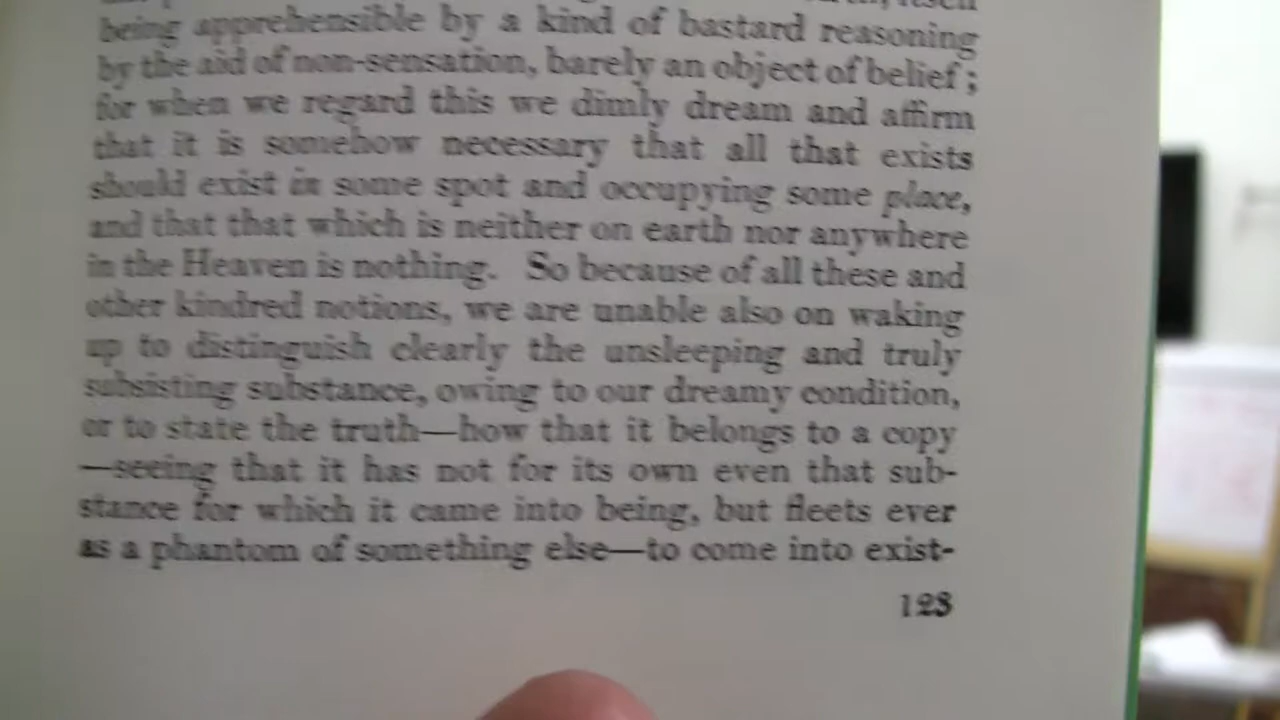 itself
being apprehensible by a kind of bastard reasoning
by the aid of non-sensation, barely an object of belief;
for when we regard this we dimly dream and affirm
that it is somehow necessary that all that exists
should exist in some spot and occupying some place,
and that that which is neither on earth nor anywhere
in the Heaven is nothing. So because of all these and
other kindred notions, we are unable also on waking
up to distinguish clearly the unsleeping and truly
subsisting substance, owing to our dreamy condition,
or to state the truth—how that it belongs to a copy
—seeing that it has not for its own even that sub-
stance for which it came into being, but fleets ever
as a phantom of something else—to come into exist-
123